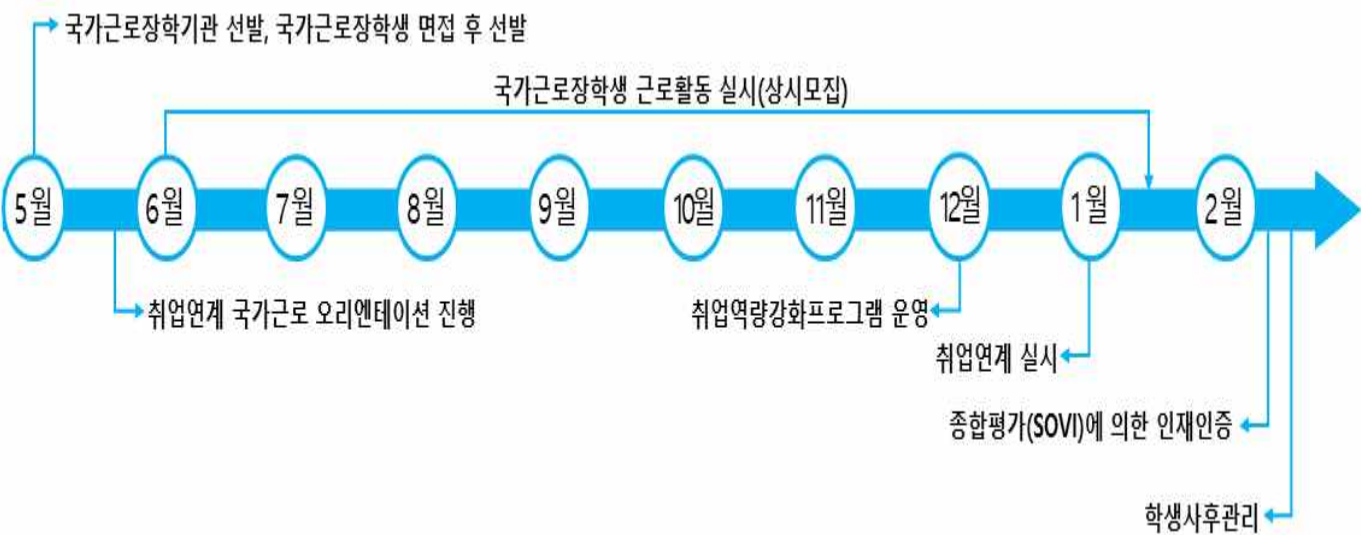 국가근로장학기관 선발, 국가근로장학생 면접 후 선발
국가근로장학생 근로활동 실시(상시모집)
5월 6월 7월 8월 9월 10월 11월 12월 1월 2월
취업연계 국가근로 오리엔테이션 진행
취업역량강화프로그램 운영
취업연계 실시
종합평가(SOVI)에 의한 인재인증
학생사후관리